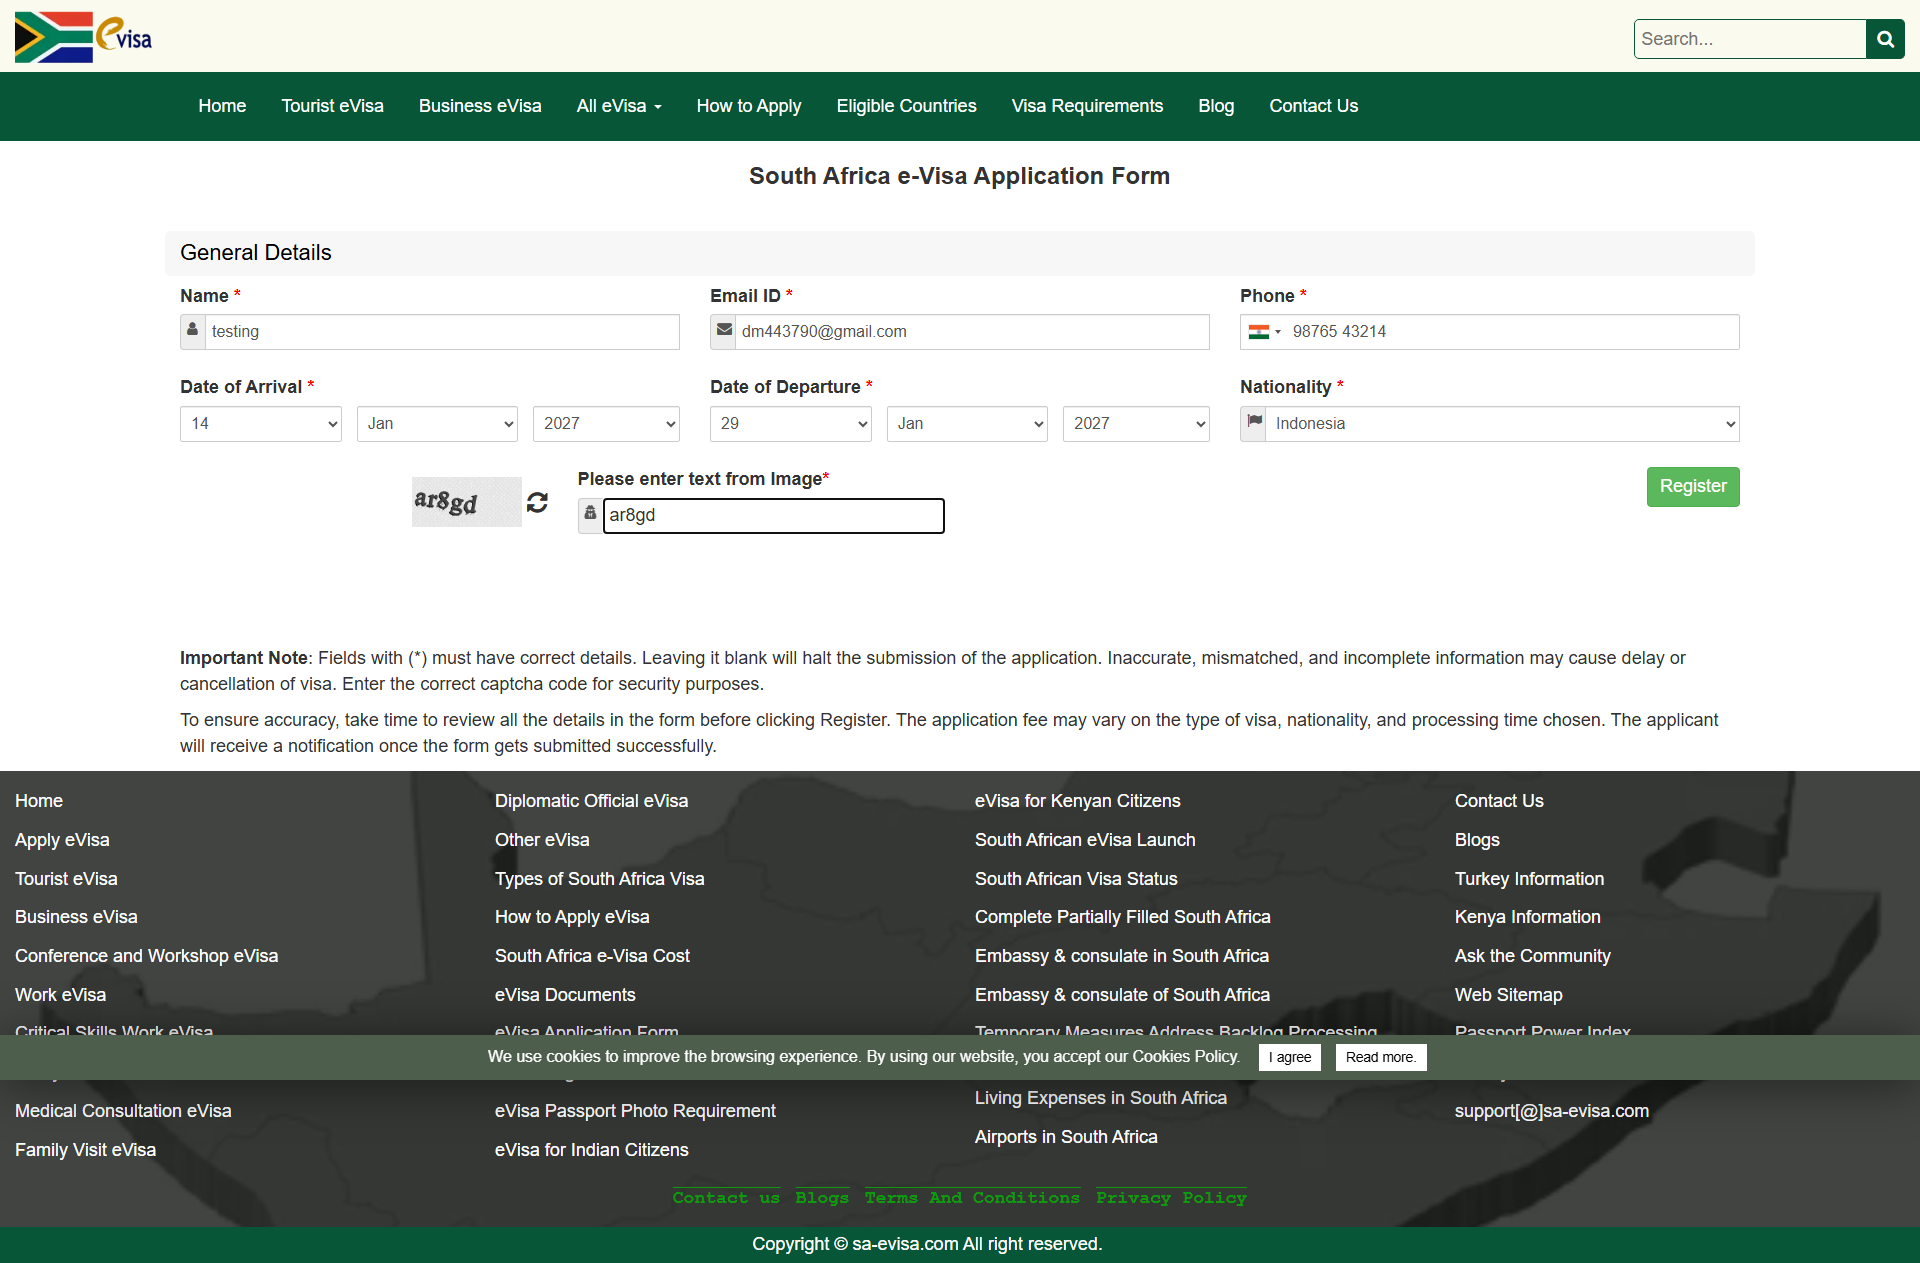 evisa
Search...
Home Tourist eVisa Business eVisa All eVisa How to Apply Eligible Countries Visa Requirements Blog Contact Us
South Africa e-Visa Application Form
General Details
Name * Email ID * Phone *
testing dm443790@gmail.com 98765 43214
Date of Arrival * Date of Departure * Nationality *
14 Jan 2027 29 Jan 2027 Indonesia
Please enter text from Image* Register
ar8gd ar8gd
Important Note: Fields with (*) must have correct details. Leaving it blank will halt the submission of the application. Inaccurate, mismatched, and incomplete information may cause delay or
cancellation of visa. Enter the correct captcha code for security purposes.
To ensure accuracy, take time to review all the details in the form before clicking Register. The application fee may vary on the type of visa, nationality, and processing time chosen. The applicant
will receive a notification once the form gets submitted successfully.
Home Diplomatic Official eVisa eVisa for Kenyan Citizens Contact Us
Apply eVisa Other eVisa South African eVisa Launch Blogs
Tourist eVisa Types of South Africa Visa South African Visa Status Turkey Information
Business eVisa How to Apply eVisa Complete Partially Filled South Africa Kenya Information
Conference and Workshop eVisa South Africa e-Visa Cost Embassy & consulate in South Africa Ask the Community
Work eVisa eVisa Documents Embassy & consulate of South Africa Web Sitemap
Critical Skills Work eVisa eVisa Application Form Temporary Measures Address Backlog Processing Passport Power Index
We use cookies to improve the browsing experience. By using our website, you accept our Cookies Policy. I agree Read more.
Living Expenses in South Africa
Medical Consultation eVisa eVisa Passport Photo Requirement support[@]sa-evisa.com
Airports in South Africa
Family Visit eVisa eVisa for Indian Citizens
Contact us Blogs Terms And Conditions Privacy Policy
Copyright © sa-evisa.com All right reserved.